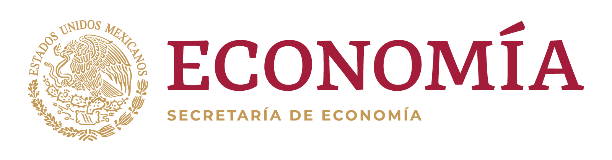 ESTADOS UNIDOS MEXICANOS
ECONOMÍA
SECRETARÍA DE ECONOMÍA